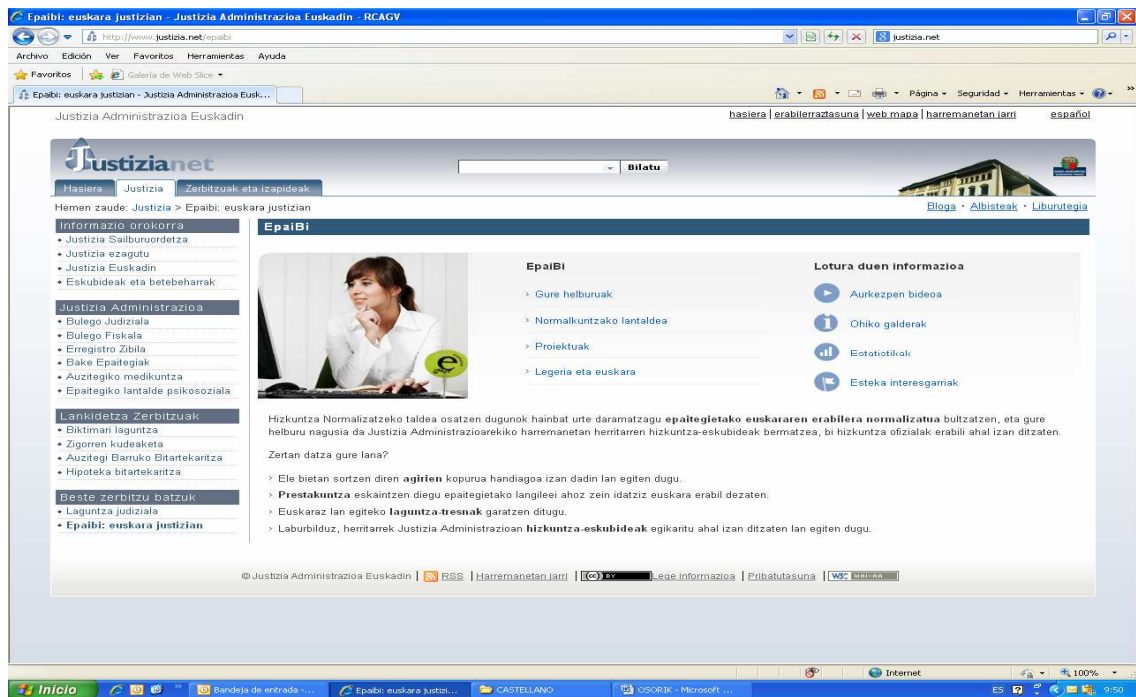 Epaibi: euskara justizian - Justizia Administrazioa Euskadin - RCAGV
http://www.justizia.net/epaibi
justizia.net
Archivo Edición Ver Favoritos Herramientas Ayuda
Favoritos Galería de Web Slice
Epaibi: euskara justizian - Justizia Administrazioa Eusk...
Página Seguridad Herramientas
Justizia Administrazioa Euskadin
hasiera | erabilerraztasuna | web mapa | harremanetan jarri español
Justizianet
Bilatu
Hasiera Justizia Zerbitzuak eta izapideak
Hemen zaude: Justizia > Epaibi: euskara justizian
Bloga · Albisteak · Liburutegia
Informazio orokorra
Justizia Sailburuordetza
Justizia ezagutu
Justizia Euskadin
Eskubideak eta betebeharrak
Justizia Administrazioa
Bulego Judiziala
Bulego Fiskala
Erregistro Zibila
Bake Epaitegiak
Auzitegiko medikuntza
Epaitegiko lantalde psikosoziala
Lankidetza Zerbitzuak
Biktimari laguntza
Zigorren kudeaketa
Auzitegi Barruko Bitartekaritza
Hipoteka bitartekaritza
Beste zerbitzu batzuk
Laguntza judiziala
Epaibi: euskara justizian
EpaiBi
e
EpaiBi
> Gure helburuak
> Normalkuntzako lantaldea
> Proiektuak
> Legeria eta euskara
Lotura duen informazioa
Aurkezpen bideoa
Ohiko galderak
Estatistikak
Esteka interesgarriak
Hizkuntza Normalizatzeko taldea osatzen dugunok hainbat urte daramatzagu epaitegietako euskararen erabilera normalizatua bultzatzen, eta gure
helburu nagusia da Justizia Administrazioarekiko harremanetan herritarren hizkuntza-eskubideak bermatzea, bi hizkuntza ofizialak erabili ahal izan ditzaten.
Zertan datza gure lana?
> Ele bietan sortzen diren agirien kopurua handiagoa izan dadin lan egiten dugu.
> Prestakuntza eskaintzen diegu epaitegietako langileei ahoz zein idatziz euskara erabil dezaten.
> Euskaraz lan egiteko laguntza-tresnak garatzen ditugu.
> Laburbilduz, herritarrek Justizia Administrazioan hizkuntza-eskubideak egikaritu ahal izan ditzaten lan egiten dugu.
© Justizia Administrazioa Euskadin | RSS | Harremanetan jarri | (cc) BY Lege informazioa | Pribatutasuna | W3C WAI-AA
Internet 100%
Inicio Bandeja de entrada -... Epaibi: euskara justizi... CASTELLANO OSORIK - Microsoft ... ES 9:50